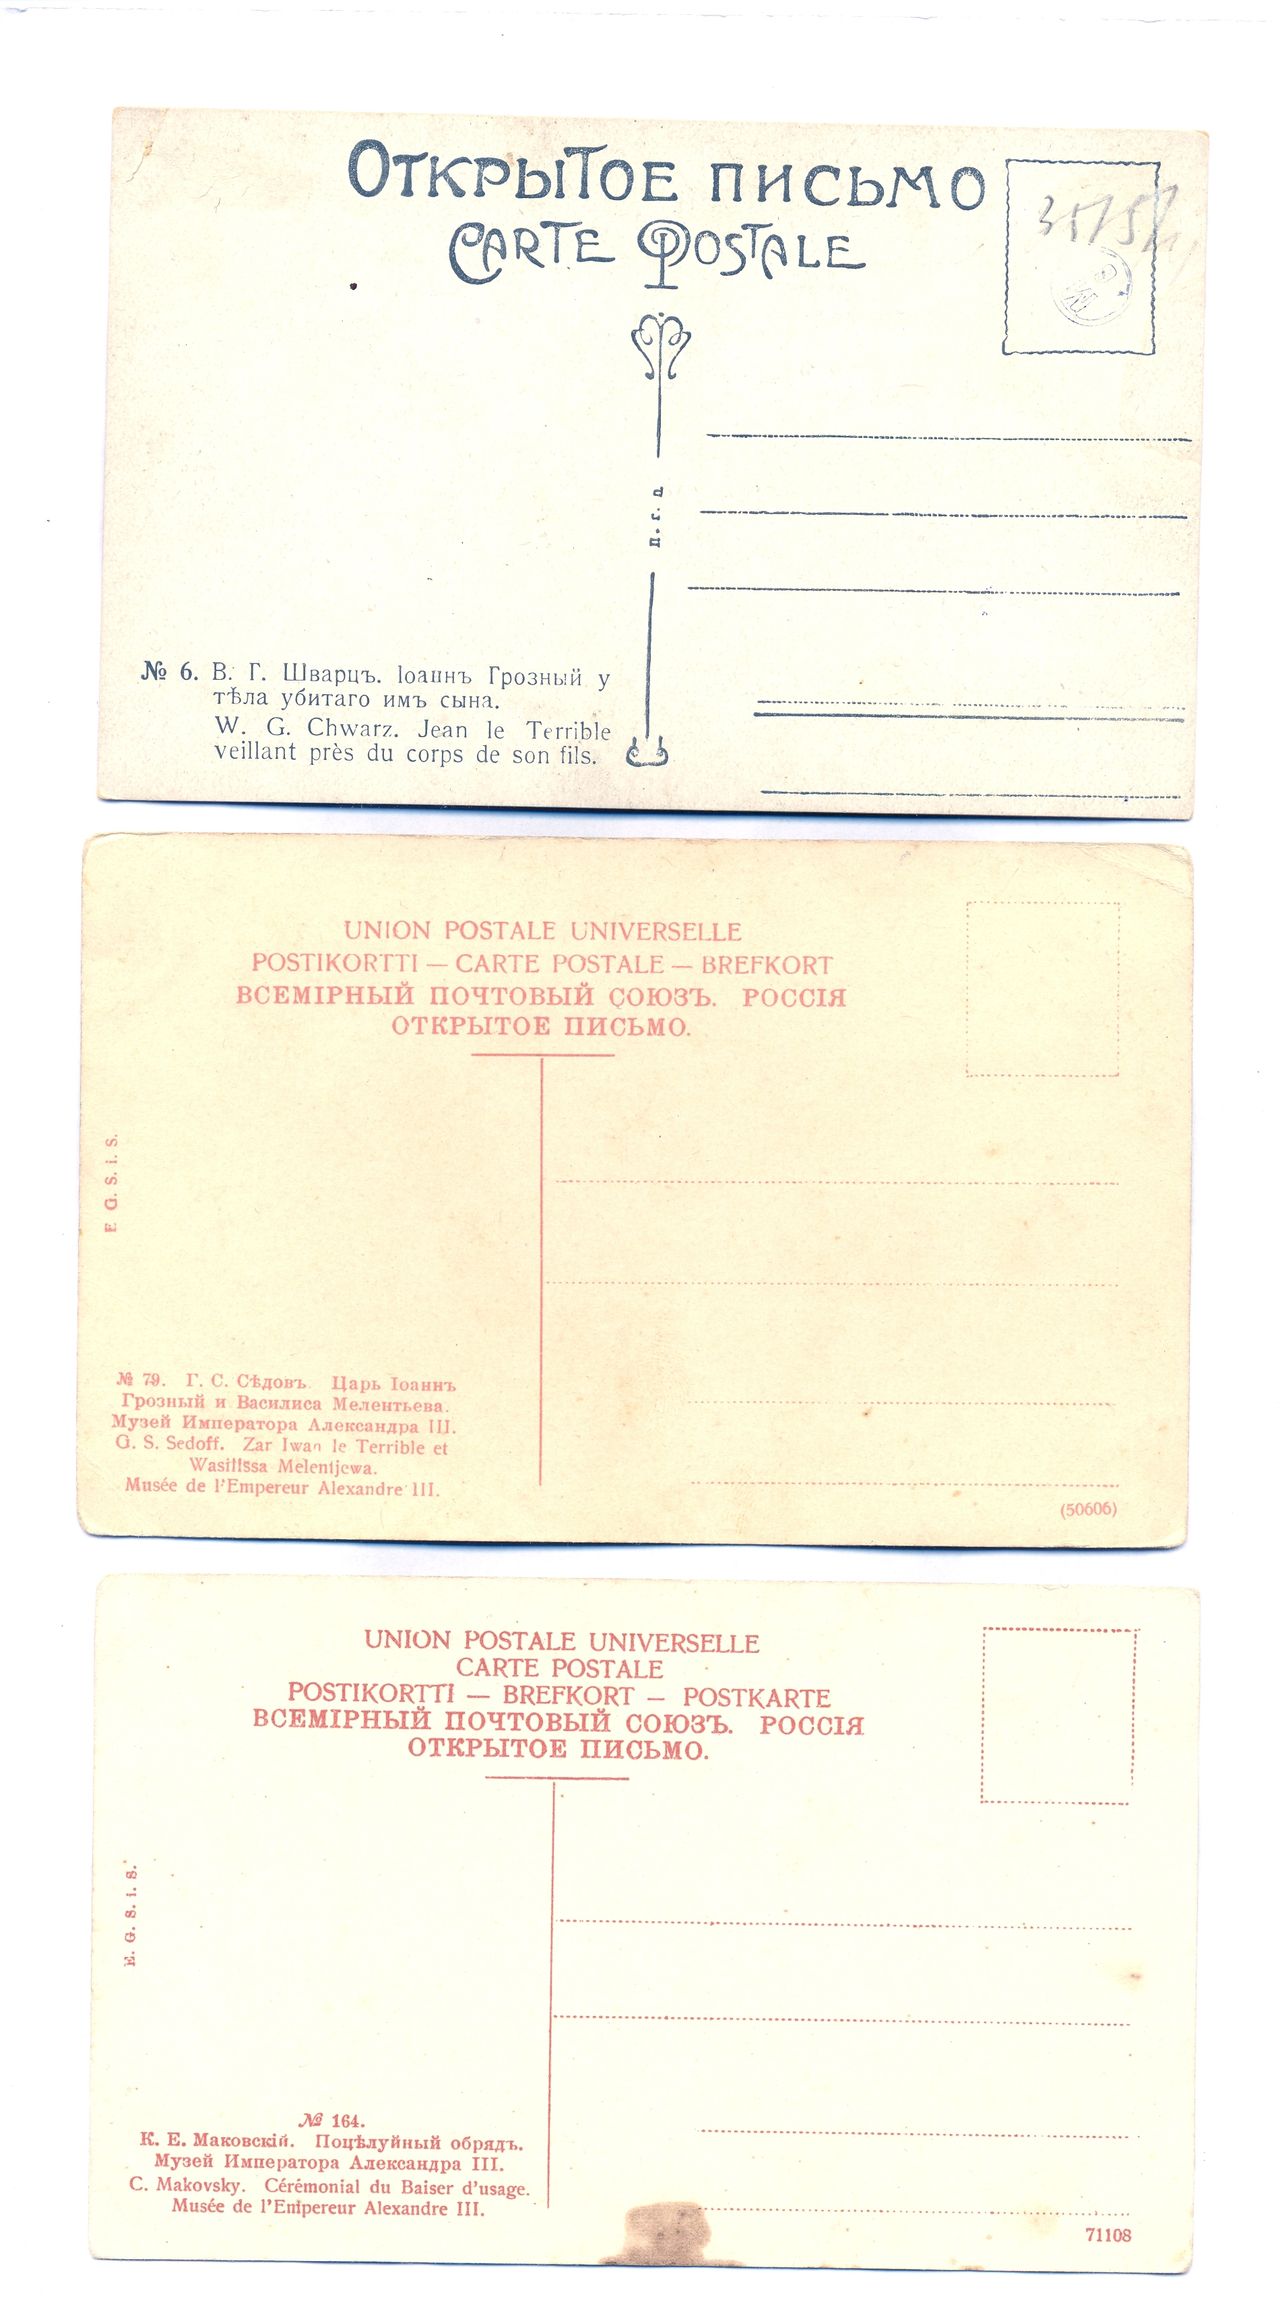 Открытое письмо
Carte Postale
35/5
В
И
п. г. д.
№ 6. В. Г. Шварцъ. Іоаннъ Грозный у
тѣла убитаго имъ сына.
W. G. Chwarz. Jean le Terrible
veillant près du corps de son fils.
UNION POSTALE UNIVERSELLE
POSTIKORTTI — CARTE POSTALE — BREFKORT
ВСЕМІРНЫЙ ПОЧТОВЫЙ СОЮЗЪ. РОССІЯ
ОТКРЫТОЕ ПИСЬМО.
E G. S. i. S.
№ 79. Г. С. Сѣдовъ. Царь Іоаннъ
Грозный и Василиса Мелентьева.
Музей Императора Александра III.
G. S. Sedoff. Zar Iwan le Terrible et
Wasilissa Melentjewa.
Musée de l'Empereur Alexandre III.
(50606)
UNION POSTALE UNIVERSELLE
CARTE POSTALE
POSTIKORTTI — BREFKORT — POSTKARTE
ВСЕМІРНЫЙ ПОЧТОВЫЙ СОЮЗЪ. РОССІЯ
ОТКРЫТОЕ ПИСЬМО.
E. G. S. i. S.
№ 164.
К. Е. Маковскій. Поцѣлуйный обрядъ.
Музей Императора Александра III.
C. Makovsky. Cérémonial du Baiser d'usage.
Musée de l'Empereur Alexandre III.
71108